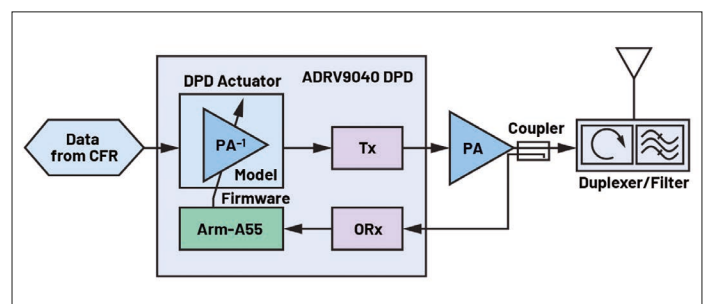 ADRV9040 DPD
DPD Actuator
Data
from CFR
PA-1
Model
Tx
PA
Coupler
Duplexer/Filter
Firmware
Arm-A55
ORx